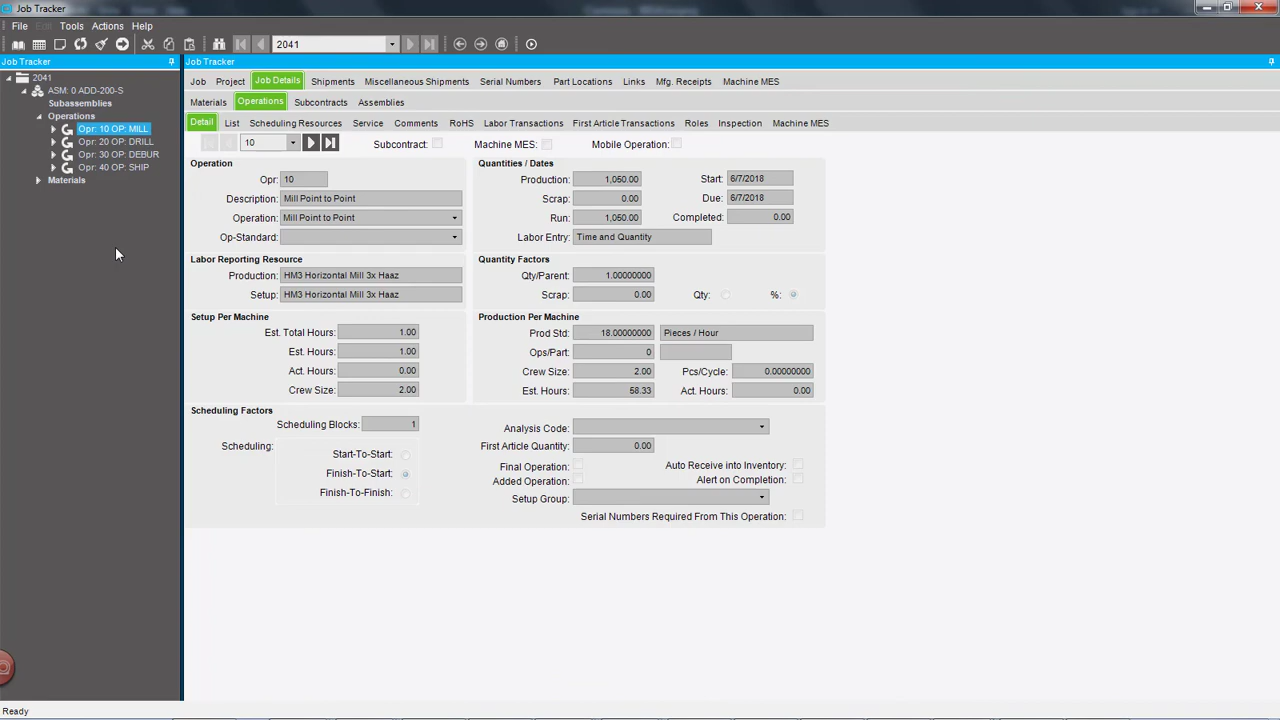 Job Tracker
File Edit Tools Actions Help
2041
Job Tracker
Job Tracker
2041
ASM: 0 ADD-200-S
Subassemblies
Operations
Opr: 10 OP: MILL
Opr: 20 OP: DRILL
Opr: 30 OP: DEBUR
Opr: 40 OP: SHIP
Materials
Job Project Job Details Shipments Miscellaneous Shipments Serial Numbers Part Locations Links Mfg. Receipts Machine MES
Materials Operations Subcontracts Assemblies
Detail List Scheduling Resources Service Comments RoHS Labor Transactions First Article Transactions Roles Inspection Machine MES
10 Subcontract: Machine MES: Mobile Operation:
Operation
Opr: 10
Description: Mill Point to Point
Operation: Mill Point to Point
Op-Standard:
Quantities / Dates
Production: 1,050.00 Start: 6/7/2018
Scrap: 0.00 Due: 6/7/2018
Run: 1,050.00 Completed: 0.00
Labor Entry: Time and Quantity
Labor Reporting Resource
Production: HM3 Horizontal Mill 3x Haaz
Setup: HM3 Horizontal Mill 3x Haaz
Quantity Factors
Qty/Parent: 1.00000000
Scrap: 0.00 Qty: %:
Setup Per Machine
Est. Total Hours: 1.00
Est. Hours: 1.00
Act. Hours: 0.00
Crew Size: 2.00
Production Per Machine
Prod Std: 18.00000000 Pieces / Hour
Ops/Part: 0
Crew Size: 2.00 Pcs/Cycle: 0.00000000
Est. Hours: 58.33 Act. Hours: 0.00
Scheduling Factors
Scheduling Blocks: 1
Scheduling: Start-To-Start:
Finish-To-Start:
Finish-To-Finish:
Analysis Code:
First Article Quantity: 0.00
Final Operation: Auto Receive into Inventory:
Added Operation: Alert on Completion:
Setup Group:
Serial Numbers Required From This Operation:
Ready